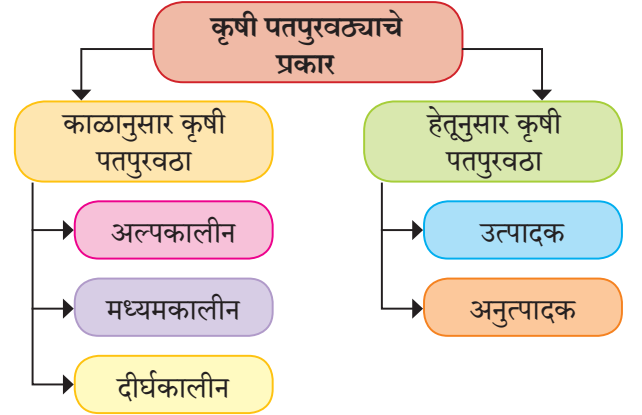 कृषी पतपुरवठ्याचे
प्रकार
काळानुसार कृषी
पतपुरवठा
अल्पकालीन
मध्यमकालीन
दीर्घकालीन
हेतूनुसार कृषी
पतपुरवठा
उत्पादक
अनुत्पादक